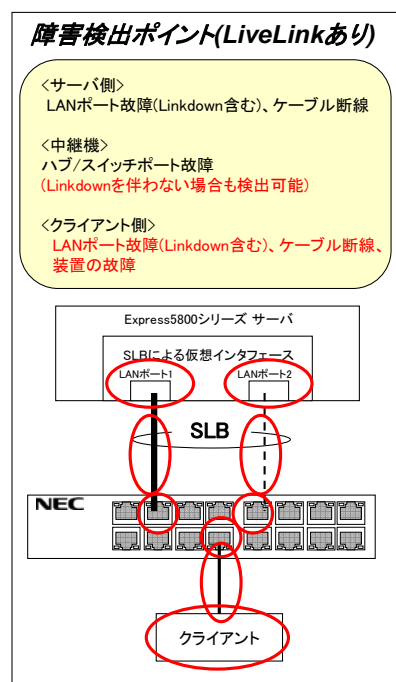 障害検出ポイント(LiveLinkあり)
<サーバ側>
LANポート故障(Linkdown含む)、ケーブル断線
<中継機>
ハブ/スイッチポート故障
(Linkdownを伴わない場合も検出可能)
<クライアント側>
LANポート故障(Linkdown含む)、ケーブル断線、
装置の故障
Express5800シリーズ サーバ
SLBによる仮想インタフェース
LANポート1 LANポート2
SLB
NEC
クライアント